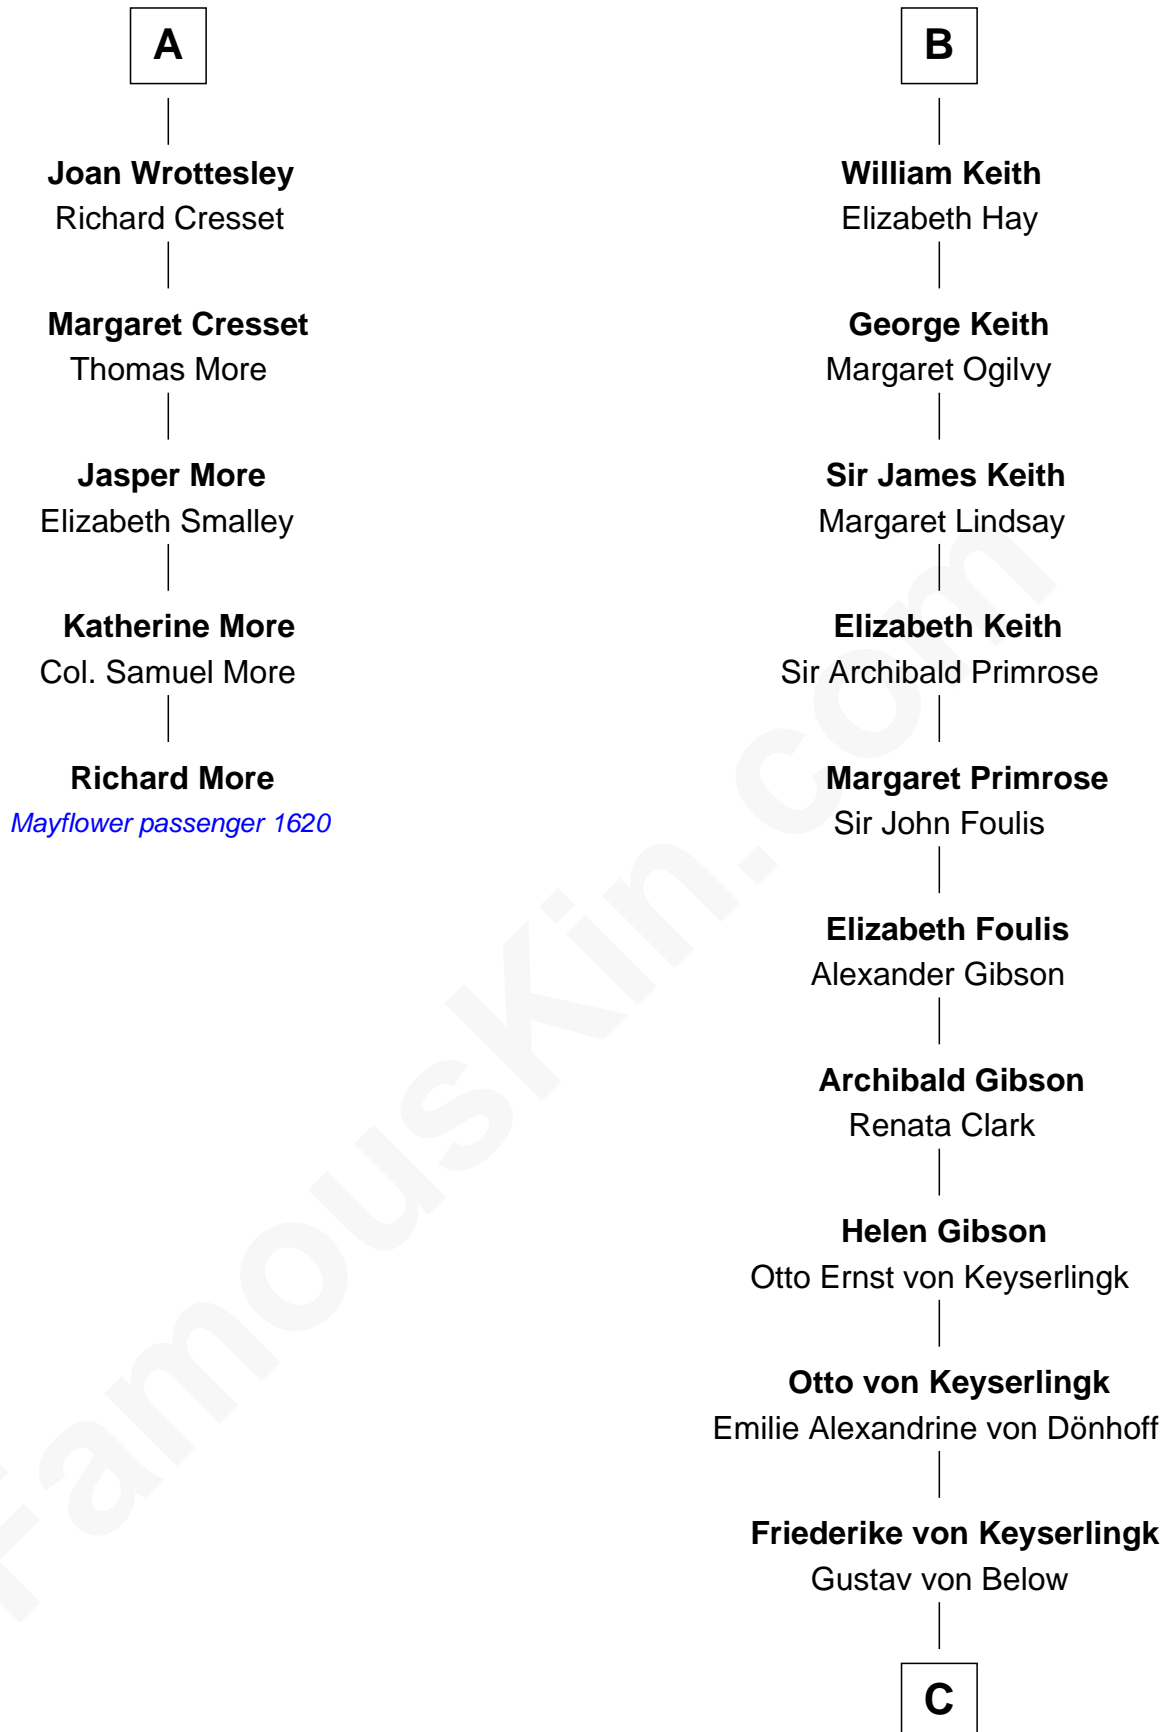 A
Joan Wrottesley
Richard Cresset
Margaret Cresset
Thomas More
Jasper More
Elizabeth Smalley
Katherine More
Col. Samuel More
Richard More
Mayflower passenger 1620
B
William Keith
Elizabeth Hay
George Keith
Margaret Ogilvy
Sir James Keith
Margaret Lindsay
Elizabeth Keith
Sir Archibald Primrose
Margaret Primrose
Sir John Foulis
Elizabeth Foulis
Alexander Gibson
Archibald Gibson
Renata Clark
Helen Gibson
Otto Ernst von Keyserlingk
Otto von Keyserlingk
Emilie Alexandrine von Dönhoff
Friederike von Keyserlingk
Gustav von Below
C
FamousKin.com